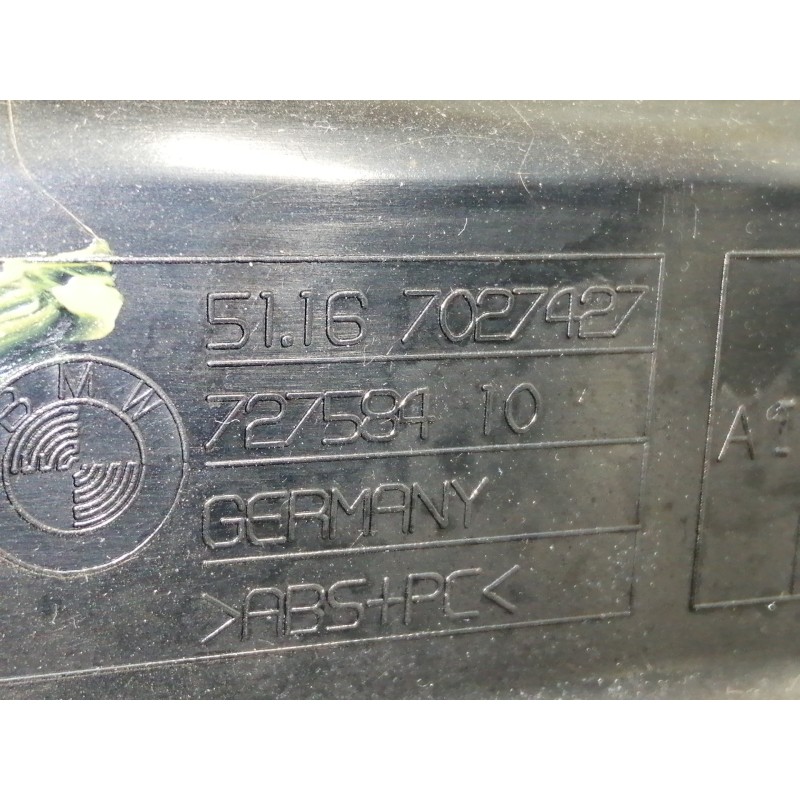 51.16 7027427
727584 10
GERMANY
>ABS+PC<
BMW
A